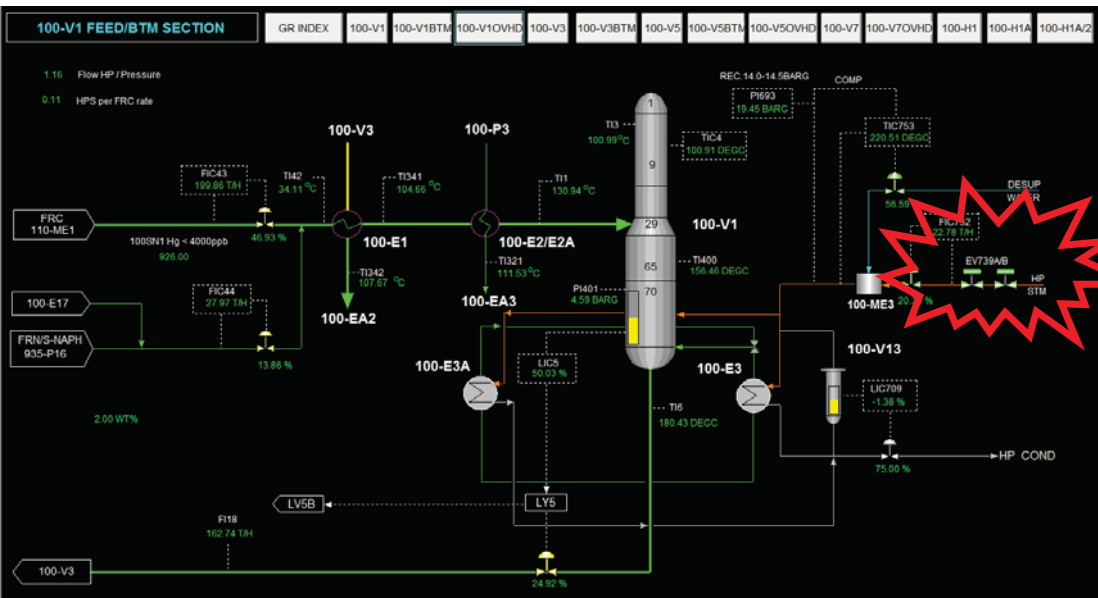 100-V1 FEED/BTM SECTION
GR INDEX
100-V1
100-V1BTM
100-V1OVHD
100-V3
100-V3BTM
100-V5
100-V5BTM
100-V5OVHD
100-V7
100-V7OVHD
100-H1
100-H1A
100-H1A/2
1.16 Flow HP / Pressure
0.11 HPS per FRC rate
REC.14.0-14.5BARG
COMP
PI693
19.45 BARG
TIC753
220.51 DEGC
TI3
100.99°C
TIC4
100.91 DEGC
1
9
29
65
70
100-V3
100-P3
FIC43
199.86 T/H
TI42
34.11 °C
TI341
104.66 °C
TI1
130.94 °C
DESUP
56.59
22.78 T/H
EV739A/B
HP
STM
FRC
110-ME1
46.93 %
100SN1 Hg < 4000ppb
926.00
100-E1
100-E2/E2A
100-V1
TI400
156.46 DEGC
TI342
107.67 °C
TI321
111.53°C
PI401
4.59 BARG
100-ME3
100-E17
FIC44
27.97 T/H
100-EA2
100-EA3
FRN/S-NAPH
935-P16
13.86 %
100-E3A
LIC5
50.03 %
100-E3
100-V13
LIC709
-1.38 %
2.00 WT%
TI6
180.43 DEGC
HP COND
75.00 %
LV5B
LY5
FI18
162.74 T/H
100-V3
24.92 %